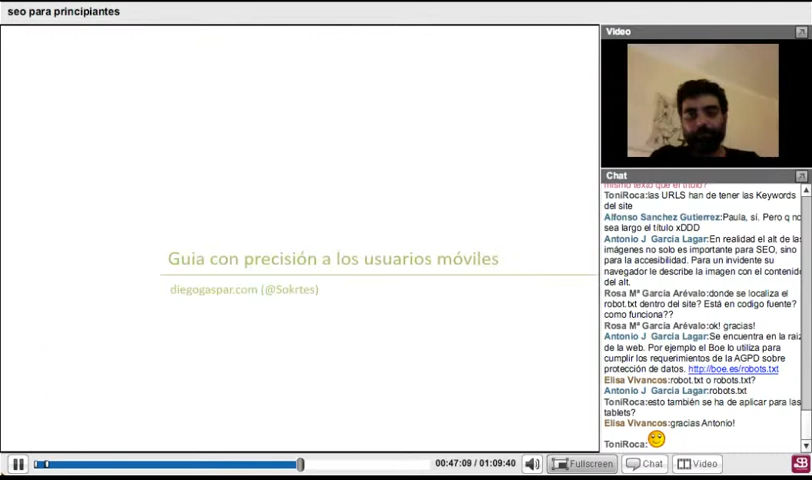 seo para principiantes
Video
Guia con precisión a los usuarios móviles
diegogaspar.com (@Sokrtes)
Chat
mismo texto que el título?
ToniRoca:las URLS han de tener las Keywords
del site
Alfonso Sanchez Gutierrez:Paula, sí. Pero q no
sea largo el título xDDD
Antonio J Garcia Lagar:En realidad el alt de las
imágenes no solo es importante para SEO, sino
para la accesibilidad. Para un invidente su
navegador le describe la imagen con el contenido
del alt.
Rosa Mª García Arévalo:donde se localiza el
robot.txt dentro del site? Está en codigo fuente?
como funciona??
Rosa Mª García Arévalo:ok! gracias!
Antonio J Garcia Lagar:Se encuentra en la raiz
de la web. Por ejemplo el Boe lo utiliza para
cumplir los requerimientos de la AGPD sobre
protección de datos. http://boe.es/robots.txt
Elisa Vivancos:robot.txt o robots.txt?
Antonio J Garcia Lagar:robots.txt
ToniRoca:esto también se ha de aplicar para las
tablets?
Elisa Vivancos:gracias Antonio!
ToniRoca:
00:47:09 / 01:09:40
Fullscreen
Chat
Video